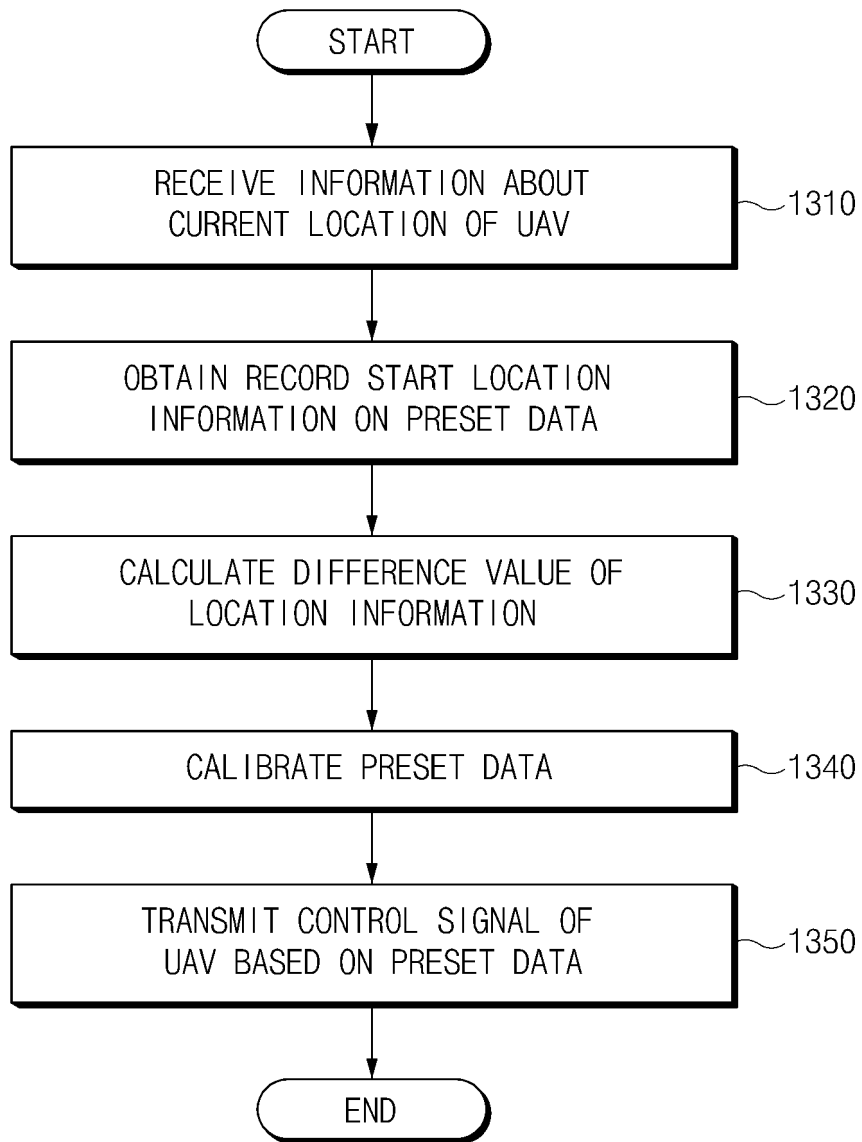 START
RECEIVE INFORMATION ABOUT
CURRENT LOCATION OF UAV
1310
OBTAIN RECORD START LOCATION
INFORMATION ON PRESET DATA
1320
CALCULATE DIFFERENCE VALUE OF
LOCATION INFORMATION
1330
CALIBRATE PRESET DATA
1340
TRANSMIT CONTROL SIGNAL OF
UAV BASED ON PRESET DATA
1350
END